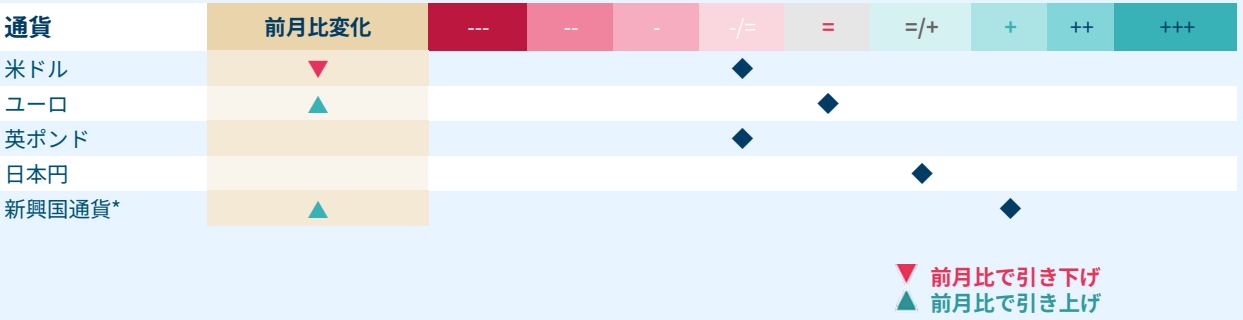 通貨 前月比変化 --- -- - -/= = =/+ + ++ +++
米ドル ▼ ◆
ユーロ ▲ ◆
英ポンド ◆
日本円 ◆
新興国通貨* ▲ ◆
▼ 前月比で引き下げ
▲ 前月比で引き上げ